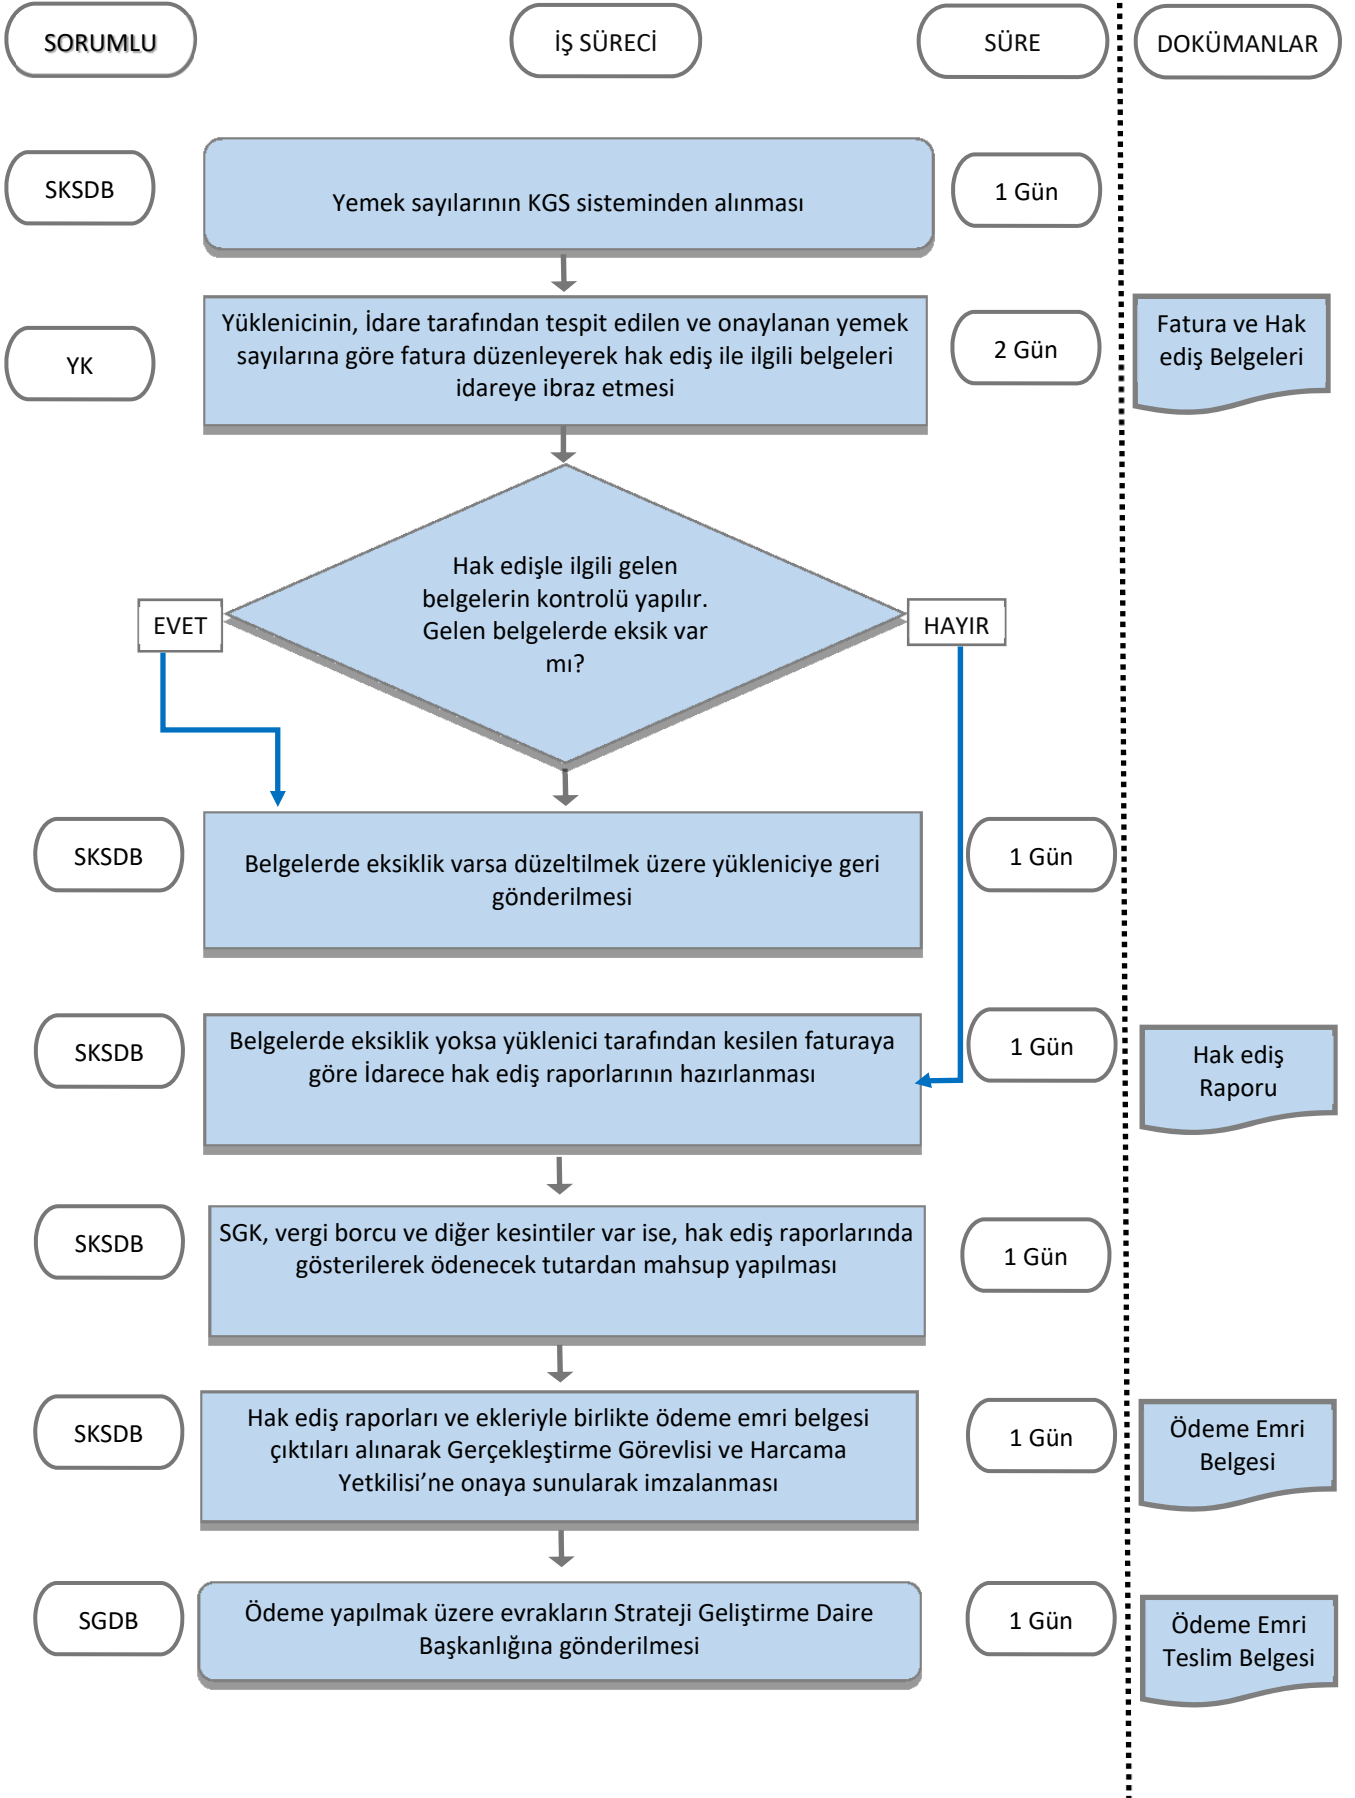 SORUMLU
İŞ SÜRECİ
SÜRE
DOKÜMANLAR
SKSDB
Yemek sayılarının KGS sisteminden alınması
1 Gün
YK
Yüklenicinin, İdare tarafından tespit edilen ve onaylanan yemek
sayılarına göre fatura düzenleyerek hak ediş ile ilgili belgeleri
idareye ibraz etmesi
2 Gün
Fatura ve Hak
ediş Belgeleri
Hak edişle ilgili gelen
belgelerin kontrolü yapılır.
Gelen belgelerde eksik var
mı?
EVET
HAYIR
SKSDB
Belgelerde eksiklik varsa düzeltilmek üzere yükleniciye geri
gönderilmesi
1 Gün
SKSDB
Belgelerde eksiklik yoksa yüklenici tarafından kesilen faturaya
göre İdarece hak ediş raporlarının hazırlanması
1 Gün
Hak ediş
Raporu
SKSDB
SGK, vergi borcu ve diğer kesintiler var ise, hak ediş raporlarında
gösterilerek ödenecek tutardan mahsup yapılması
1 Gün
SKSDB
Hak ediş raporları ve ekleriyle birlikte ödeme emri belgesi
çıktıları alınarak Gerçekleştirme Görevlisi ve Harcama
Yetkilisi’ne onaya sunularak imzalanması
1 Gün
Ödeme Emri
Belgesi
SGDB
Ödeme yapılmak üzere evrakların Strateji Geliştirme Daire
Başkanlığına gönderilmesi
1 Gün
Ödeme Emri
Teslim Belgesi